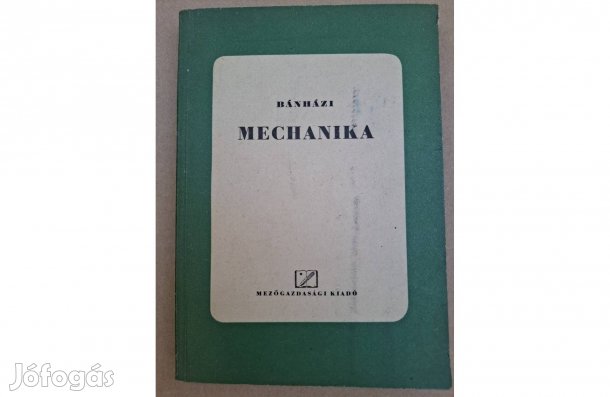 BÁNHÁZI
MECHANIKA
MEZŐGAZDASÁGI KIADÓ
Jófogás